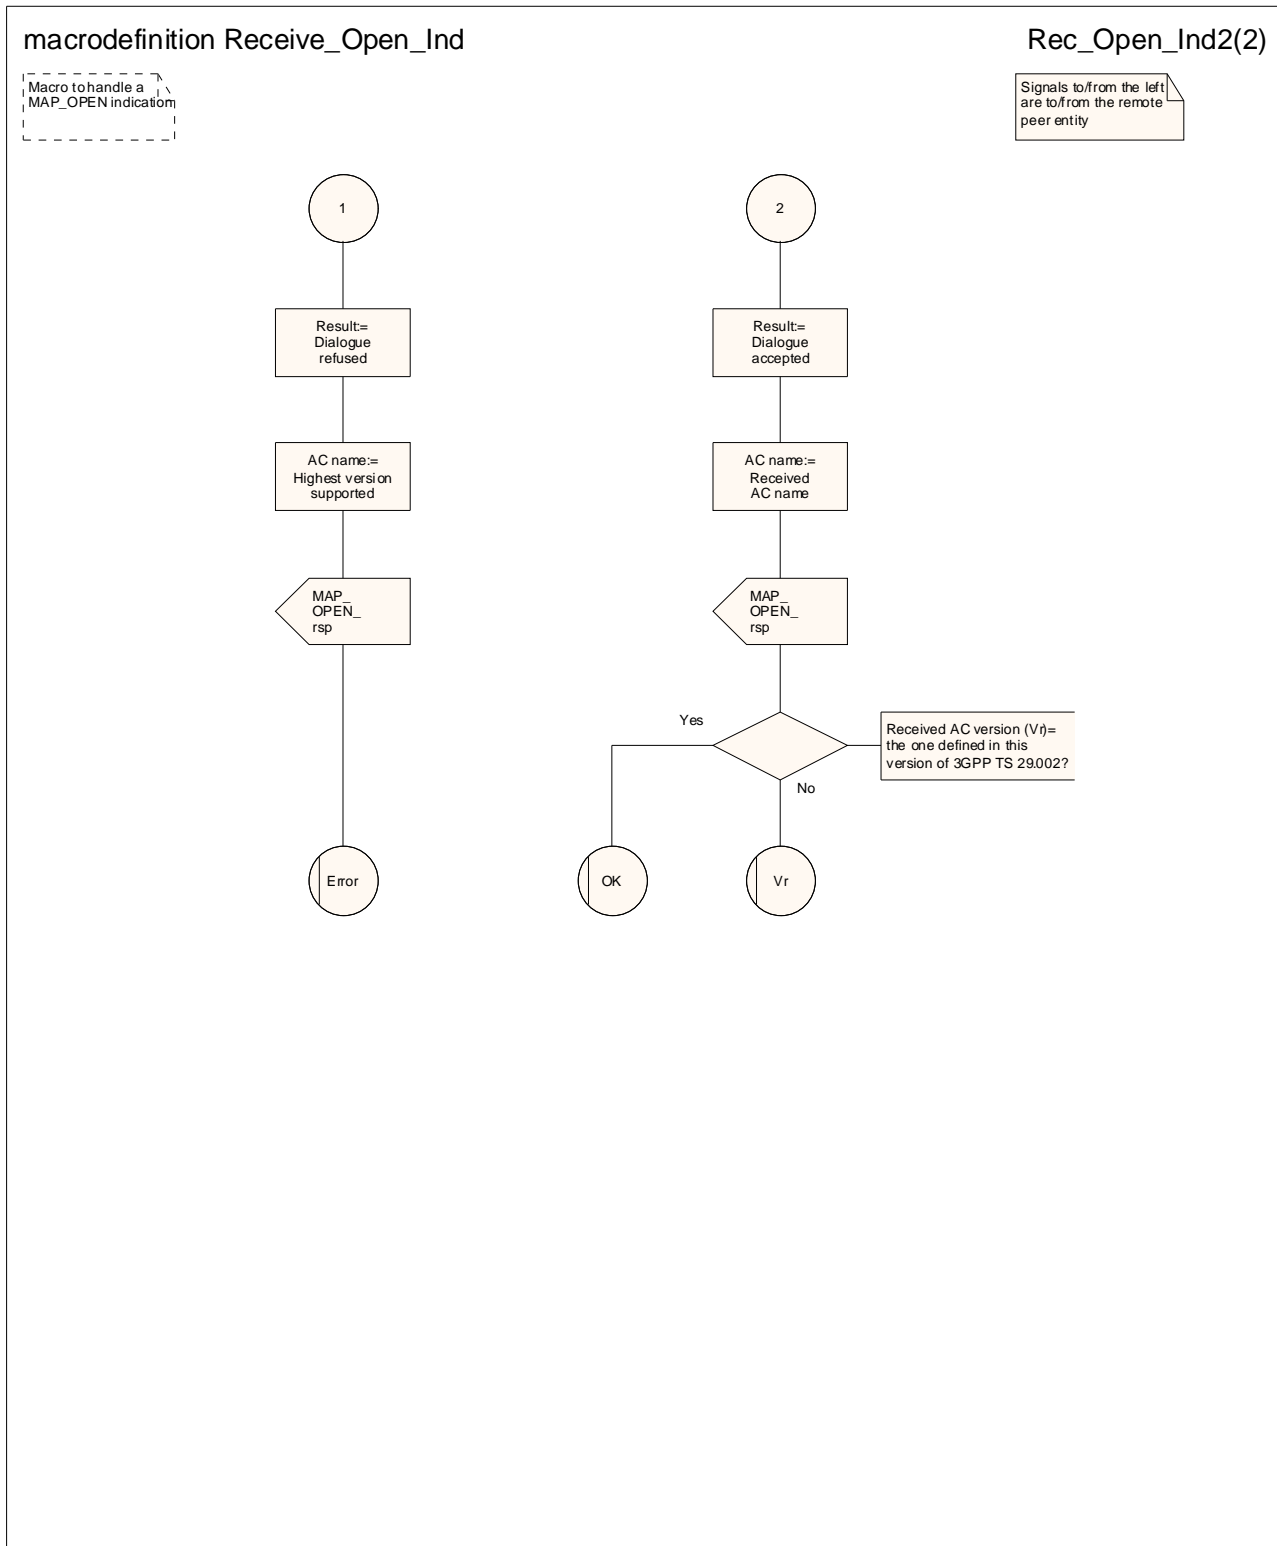 macrodefinition Receive_Open_Ind
Rec_Open_Ind2(2)
Macro to handle a
MAP_OPEN indication
Signals to/from the left
are to/from the remote
peer entity
1
2
Result:=
Dialogue
refused
Result:=
Dialogue
accepted
AC name:=
Highest version
supported
AC name:=
Received
AC name
MAP_
OPEN_
rsp
MAP_
OPEN_
rsp
Yes
Received AC version (Vr)=
the one defined in this
version of 3GPP TS 29.002?
No
Error
OK
Vr